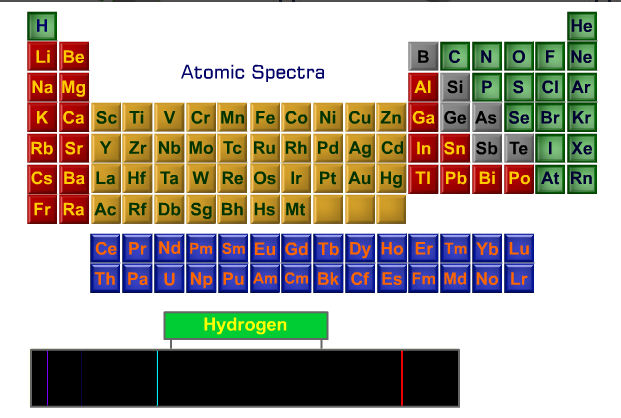 H He
Li Be B C N O F Ne
Atomic Spectra
Na Mg Al Si P S Cl Ar
K Ca Sc Ti V Cr Mn Fe Co Ni Cu Zn Ga Ge As Se Br Kr
Rb Sr Y Zr Nb Mo Tc Ru Rh Pd Ag Cd In Sn Sb Te I Xe
Cs Ba La Hf Ta W Re Os Ir Pt Au Hg Tl Pb Bi Po At Rn
Fr Ra Ac Rf Db Sg Bh Hs Mt
Ce Pr Nd Pm Sm Eu Gd Tb Dy Ho Er Tm Yb Lu
Th Pa U Np Pu Am Cm Bk Cf Es Fm Md No Lr
Hydrogen